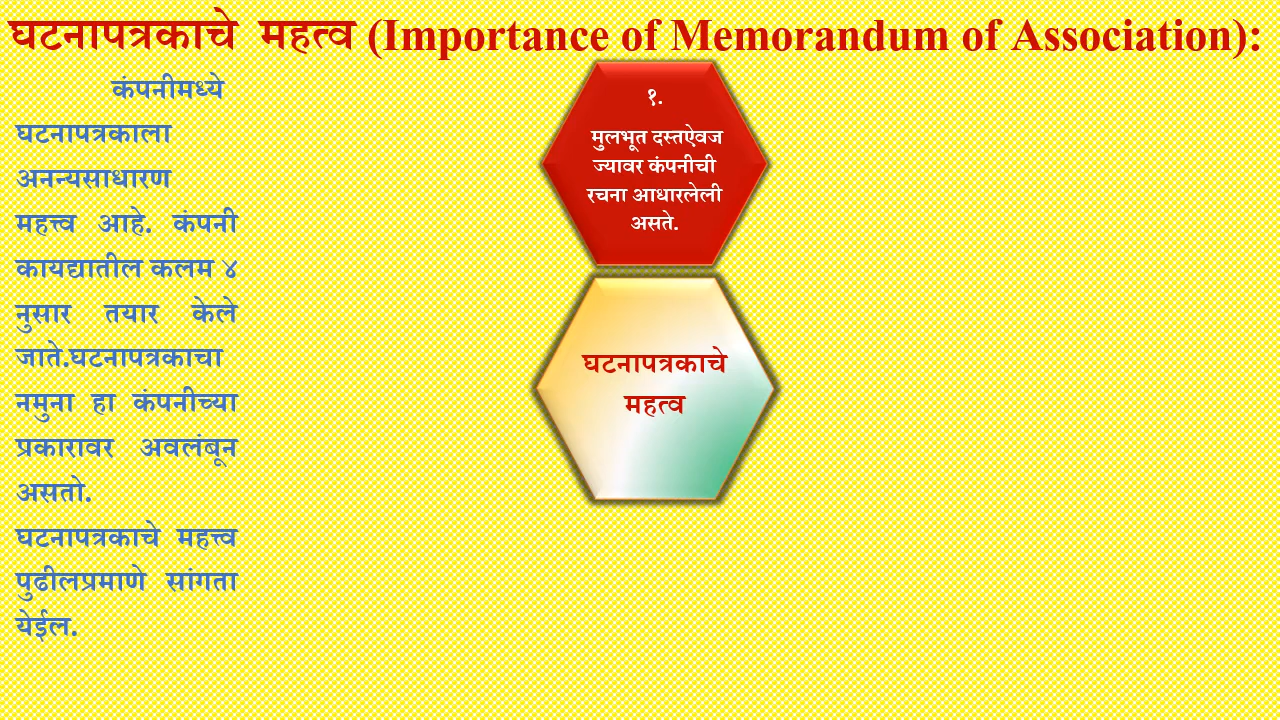 घटनापत्रकाचे महत्व (Importance of Memorandum of Association):
कंपनीमध्ये
घटनापत्रकाला
अनन्यसाधारण
महत्त्व आहे. कंपनी
कायद्यातील कलम ४
नुसार तयार केले
जाते.घटनापत्रकाचा
नमुना हा कंपनीच्या
प्रकारावर अवलंबून
असतो.
घटनापत्रकाचे महत्त्व
पुढीलप्रमाणे सांगता
येईल.
१.
मुलभूत दस्तऐवज
ज्यावर कंपनीची
रचना आधारलेली
असते.
घटनापत्रकाचे
महत्व